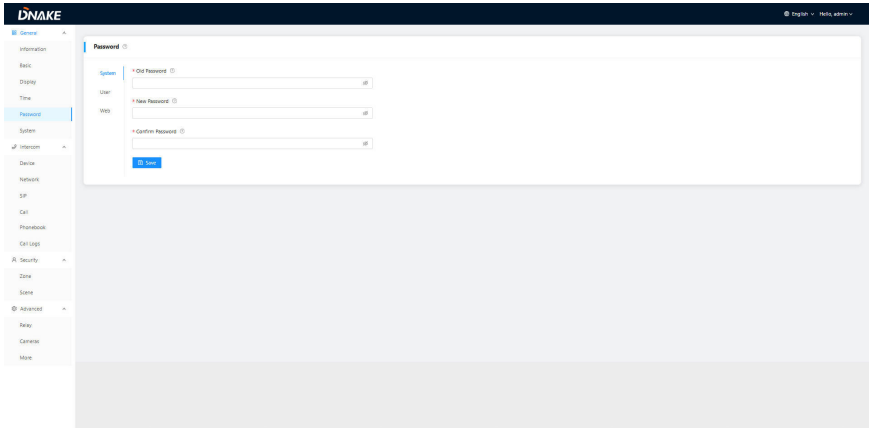 DNAKE
English
Hello, admin
General
Information
Basic
Display
Time
Password
System
Intercom
Device
Network
SIP
Call
Phonebook
Call Logs
Security
Zone
Scene
Advanced
Relay
Cameras
More
Password
System
User
Web
* Old Password
* New Password
* Confirm Password
Save